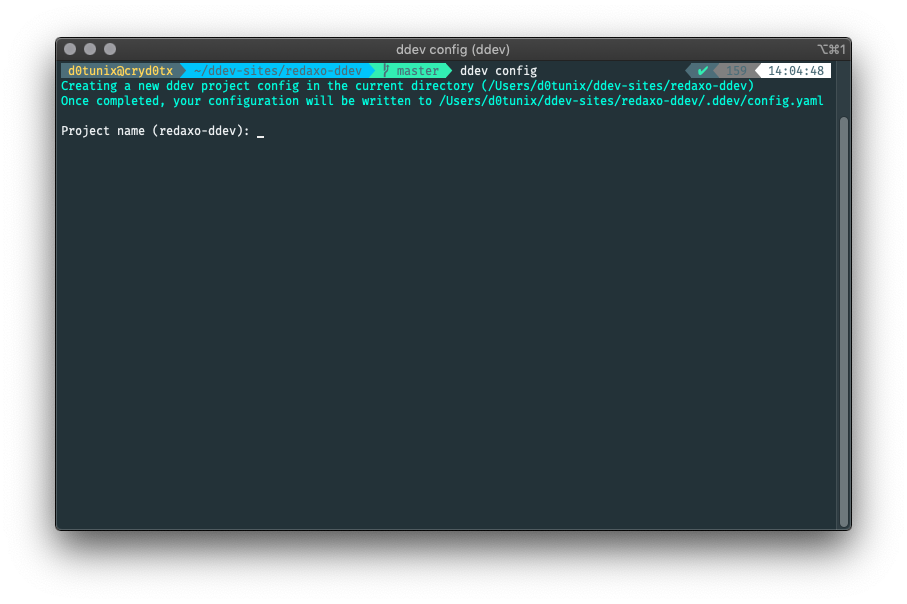 ddev config (ddev)
⌥⌘1
d0tunix@cryd0tx ~/ddev-sites/redaxo-ddev master ddev config ✔ 159 14:04:48
Creating a new ddev project config in the current directory (/Users/d0tunix/ddev-sites/redaxo-ddev)
Once completed, your configuration will be written to /Users/d0tunix/ddev-sites/redaxo-ddev/.ddev/config.yaml
Project name (redaxo-ddev): _